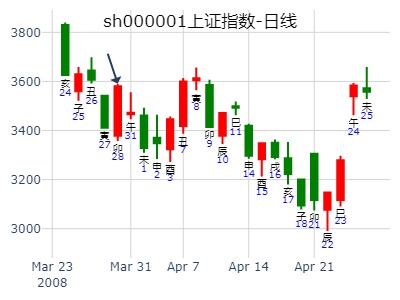 sh000001上证指数-日线
3800
3600
3400
3200
3000
亥
24
子
25
丑
26
寅
27
卯
28
午
31
未
1
申
2
酉
3
丑
7
寅
8
卯
9
辰
10
巳
11
申
14
酉
15
戌
16
亥
17
子
18
卯
21
辰
22
巳
23
午
24
未
25
Mar 23
2008
Mar 31
Apr 7
Apr 14
Apr 21